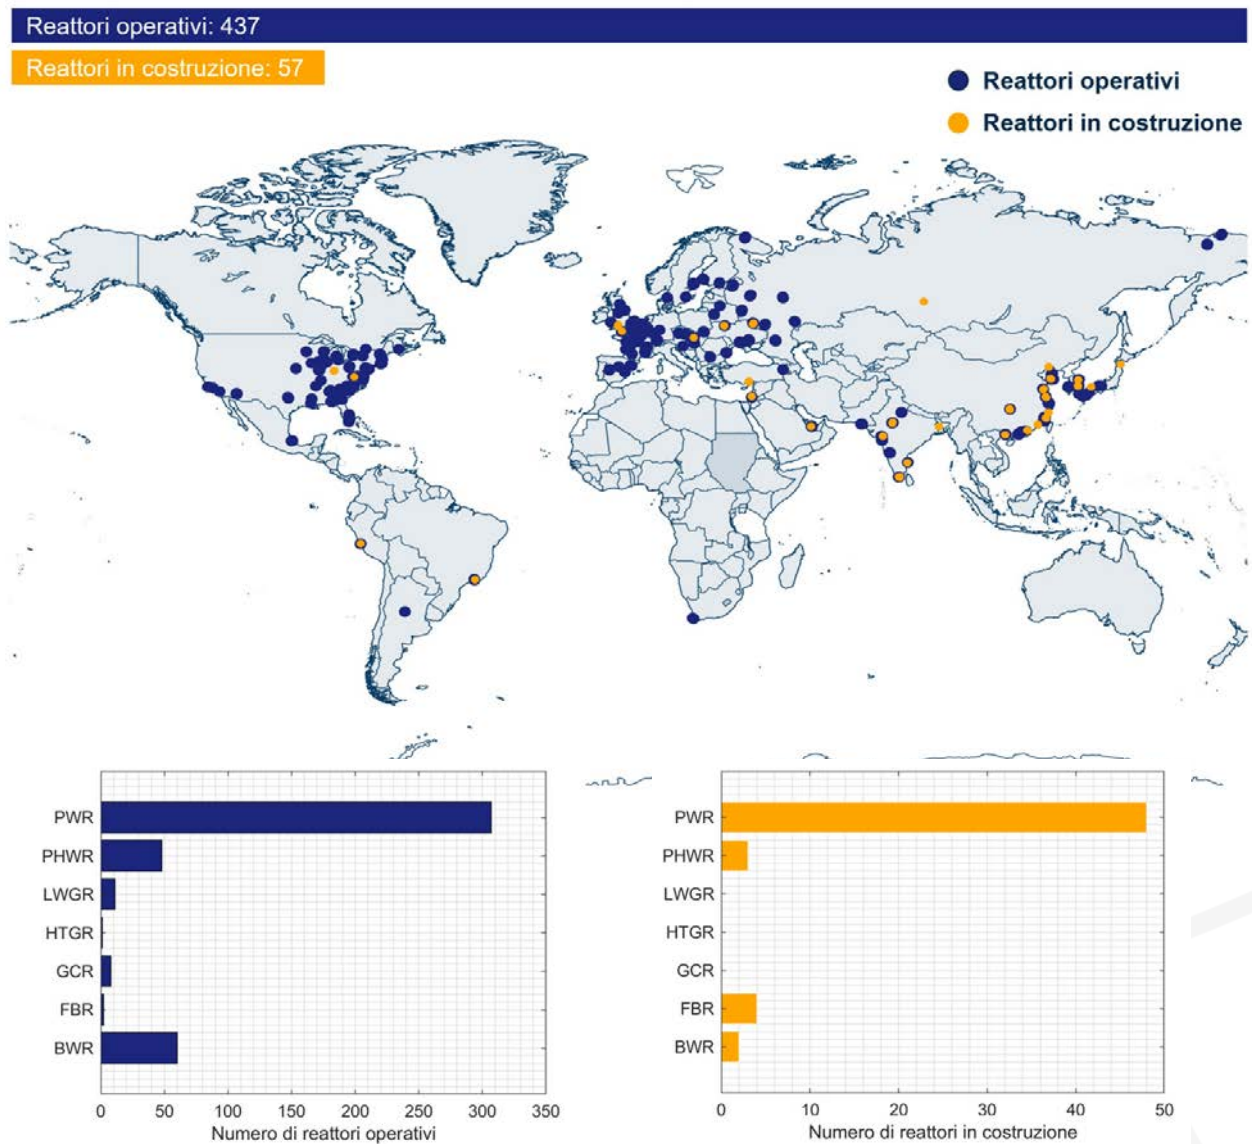 Reattori operativi: 437
Reattori in costruzione: 57
Reattori operativi
Reattori in costruzione
PWR
PHWR
LWGR
HTGR
GCR
FBR
BWR
0 50 100 150 200 250 300 350
Numero di reattori operativi
PWR
PHWR
LWGR
HTGR
GCR
FBR
BWR
0 10 20 30 40 50
Numero di reattori in costruzione